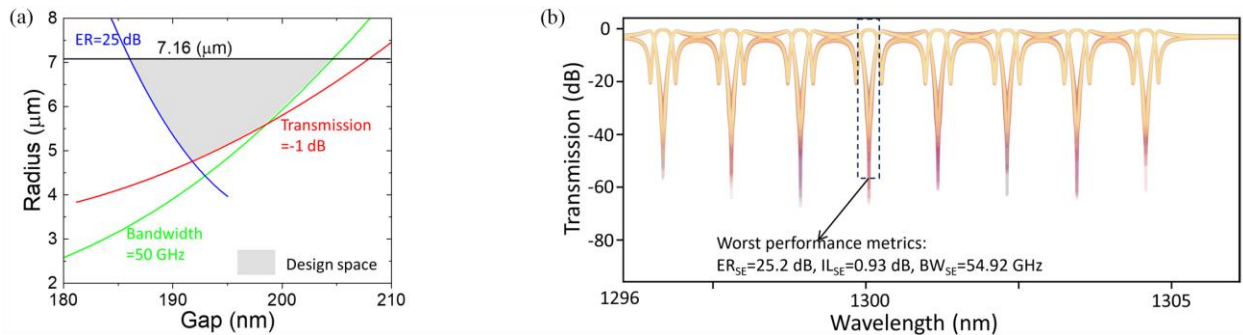 (a)
8
7
6
5
4
3
2
Radius(μm)
ER=25 dB
7.16 (μm)
Transmission
=-1 dB
Bandwidth
=50 GHz
Design space
180
190
200
210
Gap (nm)
(b)
0
-20
-40
-60
-80
Transmission (dB)
Worst performance metrics:
ERSE=25.2 dB, ILSE=0.93 dB, BWSE=54.92 GHz
1296
1300
1305
Wavelength (nm)